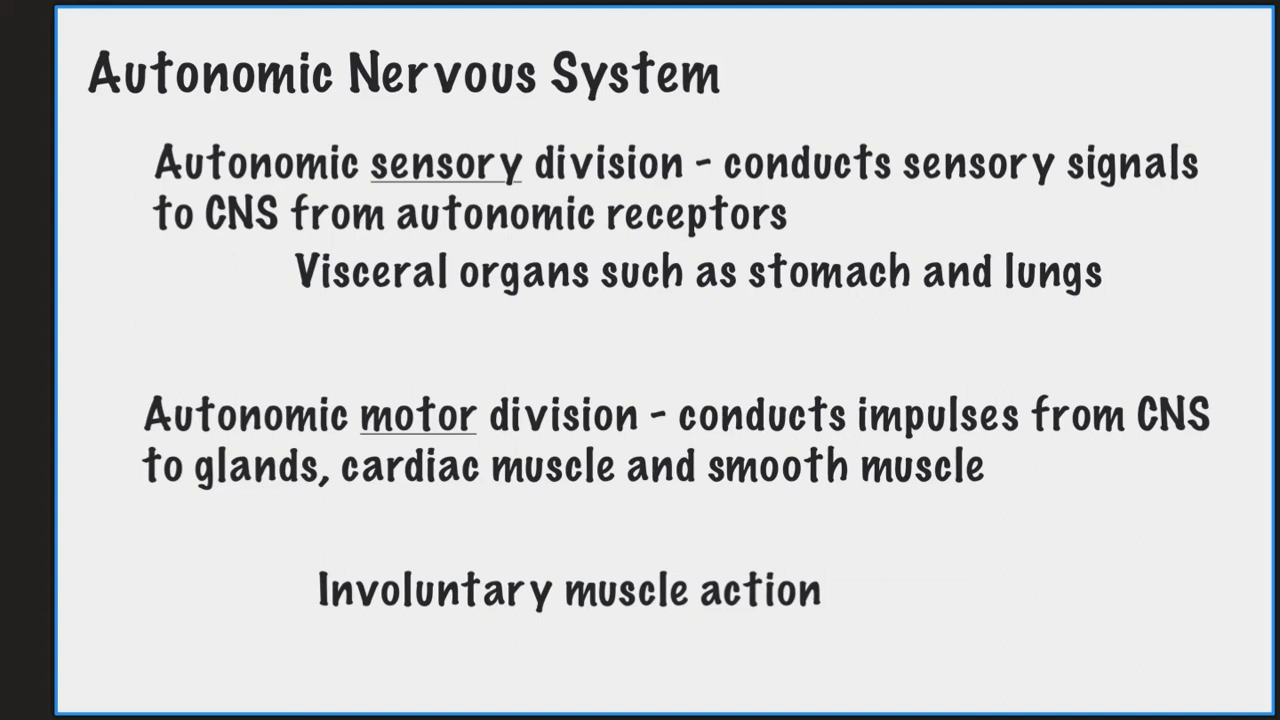 Autonomic Nervous System
Autonomic sensory division - conducts sensory signals
to CNS from autonomic receptors
Visceral organs such as stomach and lungs
Autonomic motor division - conducts impulses from CNS
to glands, cardiac muscle and smooth muscle
Involuntary muscle action